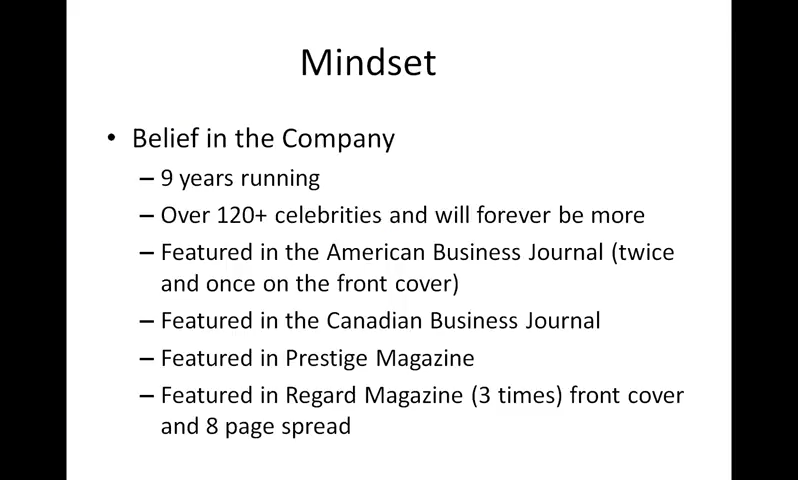 Mindset
• Belief in the Company
– 9 years running
– Over 120+ celebrities and will forever be more
– Featured in the American Business Journal (twice
and once on the front cover)
– Featured in the Canadian Business Journal
– Featured in Prestige Magazine
– Featured in Regard Magazine (3 times) front cover
and 8 page spread